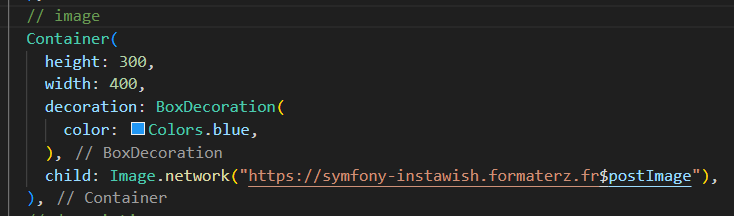 // image
Container(
height: 300,
width: 400,
decoration: BoxDecoration(
color: Colors.blue,
), // BoxDecoration
child: Image.network("https://symfony-instawish.formaterz.fr$postImage"),
), // Container